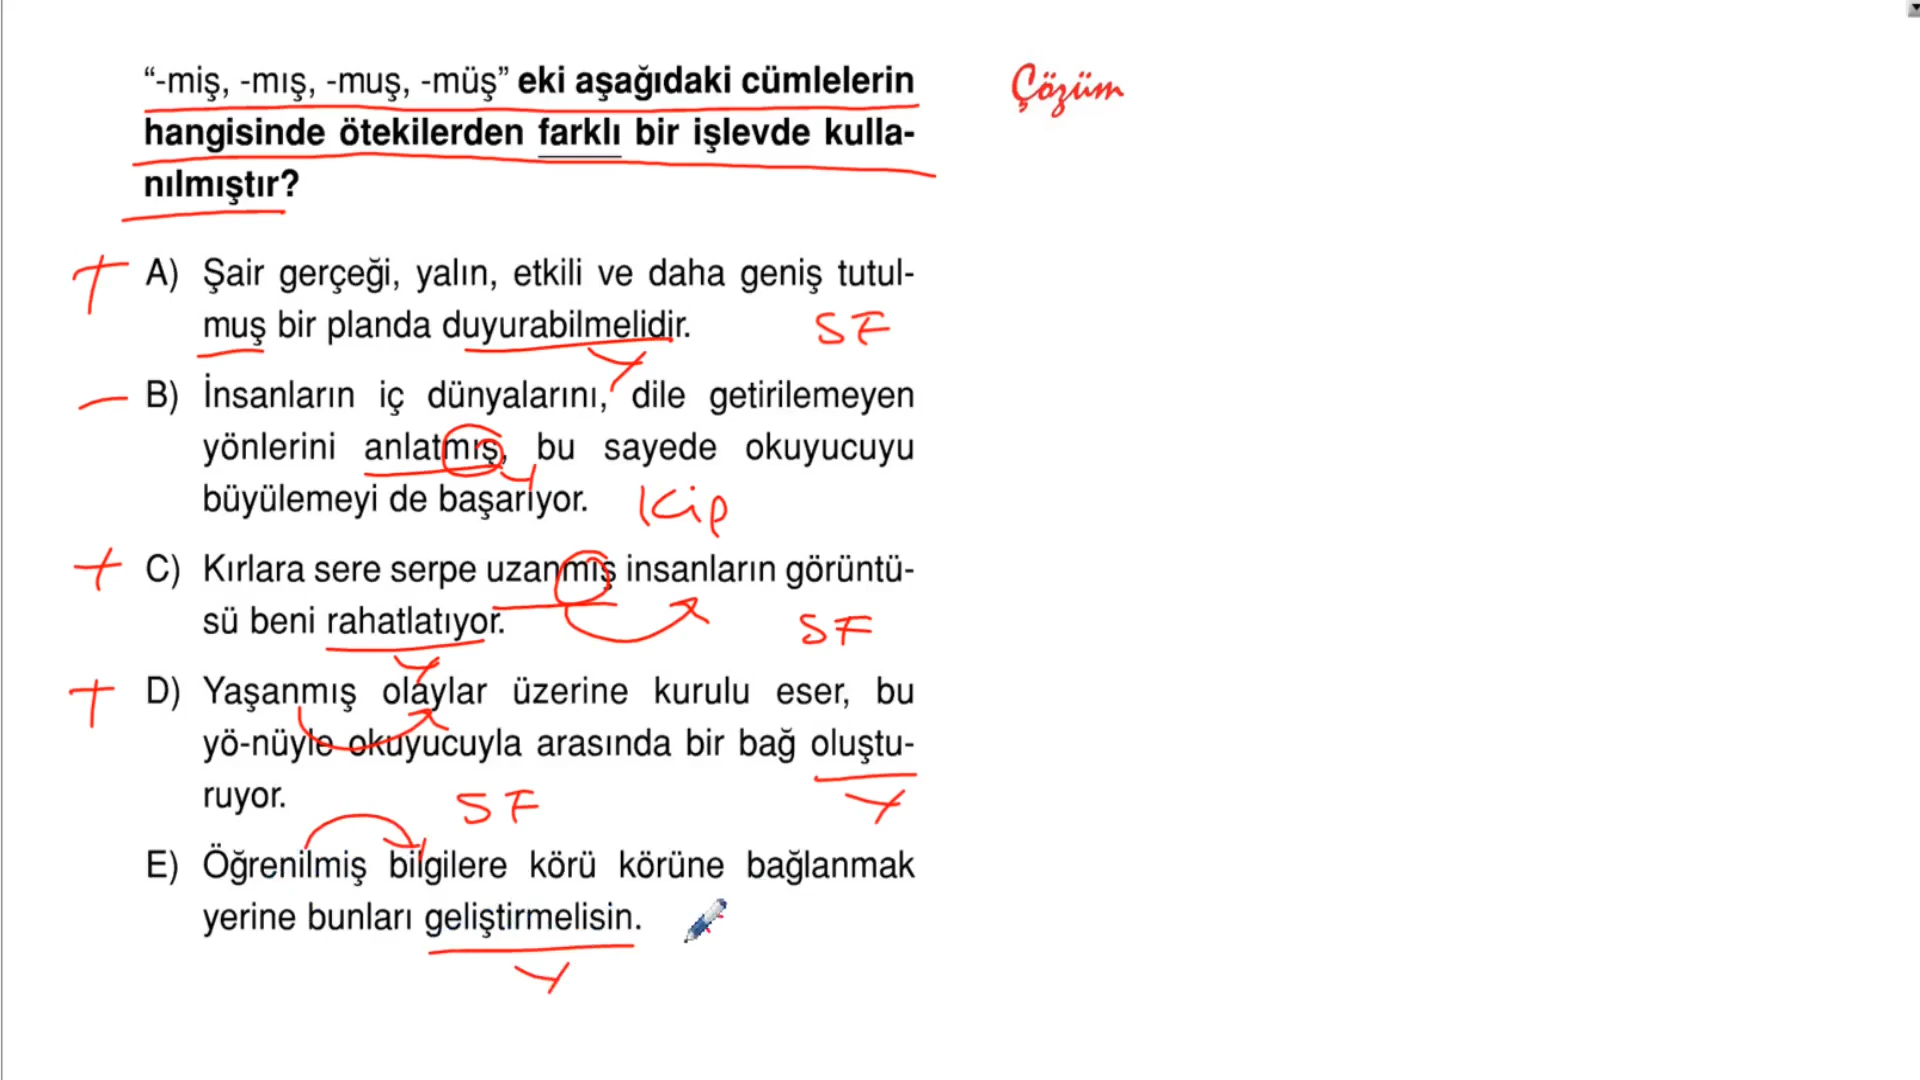 “-miş, -mış, -muş, -müş” eki aşağıdaki cümlelerin
hangisinde ötekilerden farklı bir işlevde kulla-
nılmıştır?
Çözüm
A) Şair gerçeği, yalın, etkili ve daha geniş tutul-
muş bir planda duyurabilmelidir.
SF
Y
B) İnsanların iç dünyalarını, dile getirilemeyen
yönlerini anlatmış, bu sayede okuyucuyu
Y
büyülemeyi de başarıyor.
Kip
C) Kırlara sere serpe uzanmış insanların görüntü-
sü beni rahatlatıyor.
SF
Y
D) Yaşanmış olaylar üzerine kurulu eser, bu
yö-nüyle okuyucuyla arasında bir bağ oluştu-
ruyor.
SF
Y
E) Öğrenilmiş bilgilere körü körüne bağlanmak
yerine bunları geliştirmelisin.
Y